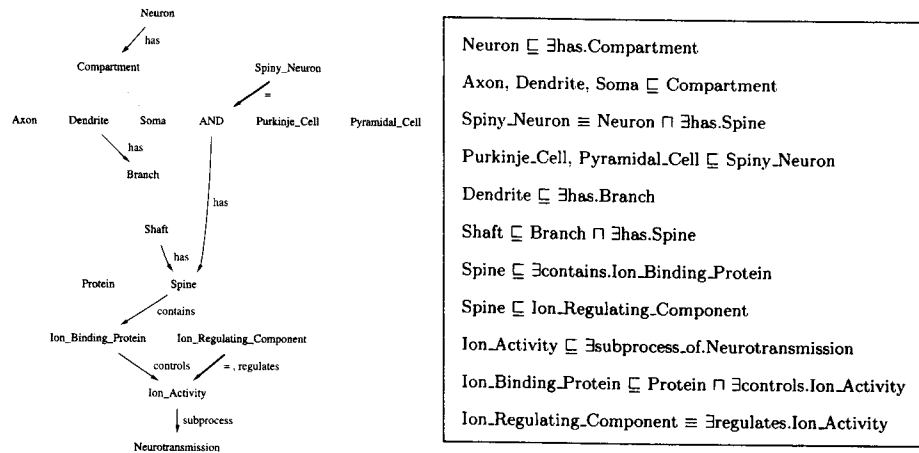 Neuron
has
Compartment
Spiny_Neuron
=
Axon Dendrite Soma AND Purkinje_Cell Pyramidal_Cell
has
Branch
has
Shaft
has
Protein Spine
contains
Ion_Binding_Protein Ion_Regulating_Component
controls = , regulates
Ion_Activity
subprocess
Neurotransmission
Neuron ⊑ ∃has.Compartment
Axon, Dendrite, Soma ⊑ Compartment
Spiny_Neuron ≡ Neuron ⊓ ∃has.Spine
Purkinje_Cell, Pyramidal_Cell ⊑ Spiny_Neuron
Dendrite ⊑ ∃has.Branch
Shaft ⊑ Branch ⊓ ∃has.Spine
Spine ⊑ ∃contains.Ion_Binding_Protein
Spine ⊑ Ion_Regulating_Component
Ion_Activity ⊑ ∃subprocess_of.Neurotransmission
Ion_Binding_Protein ⊑ Protein ⊓ ∃controls.Ion_Activity
Ion_Regulating_Component ≡ ∃regulates.Ion_Activity